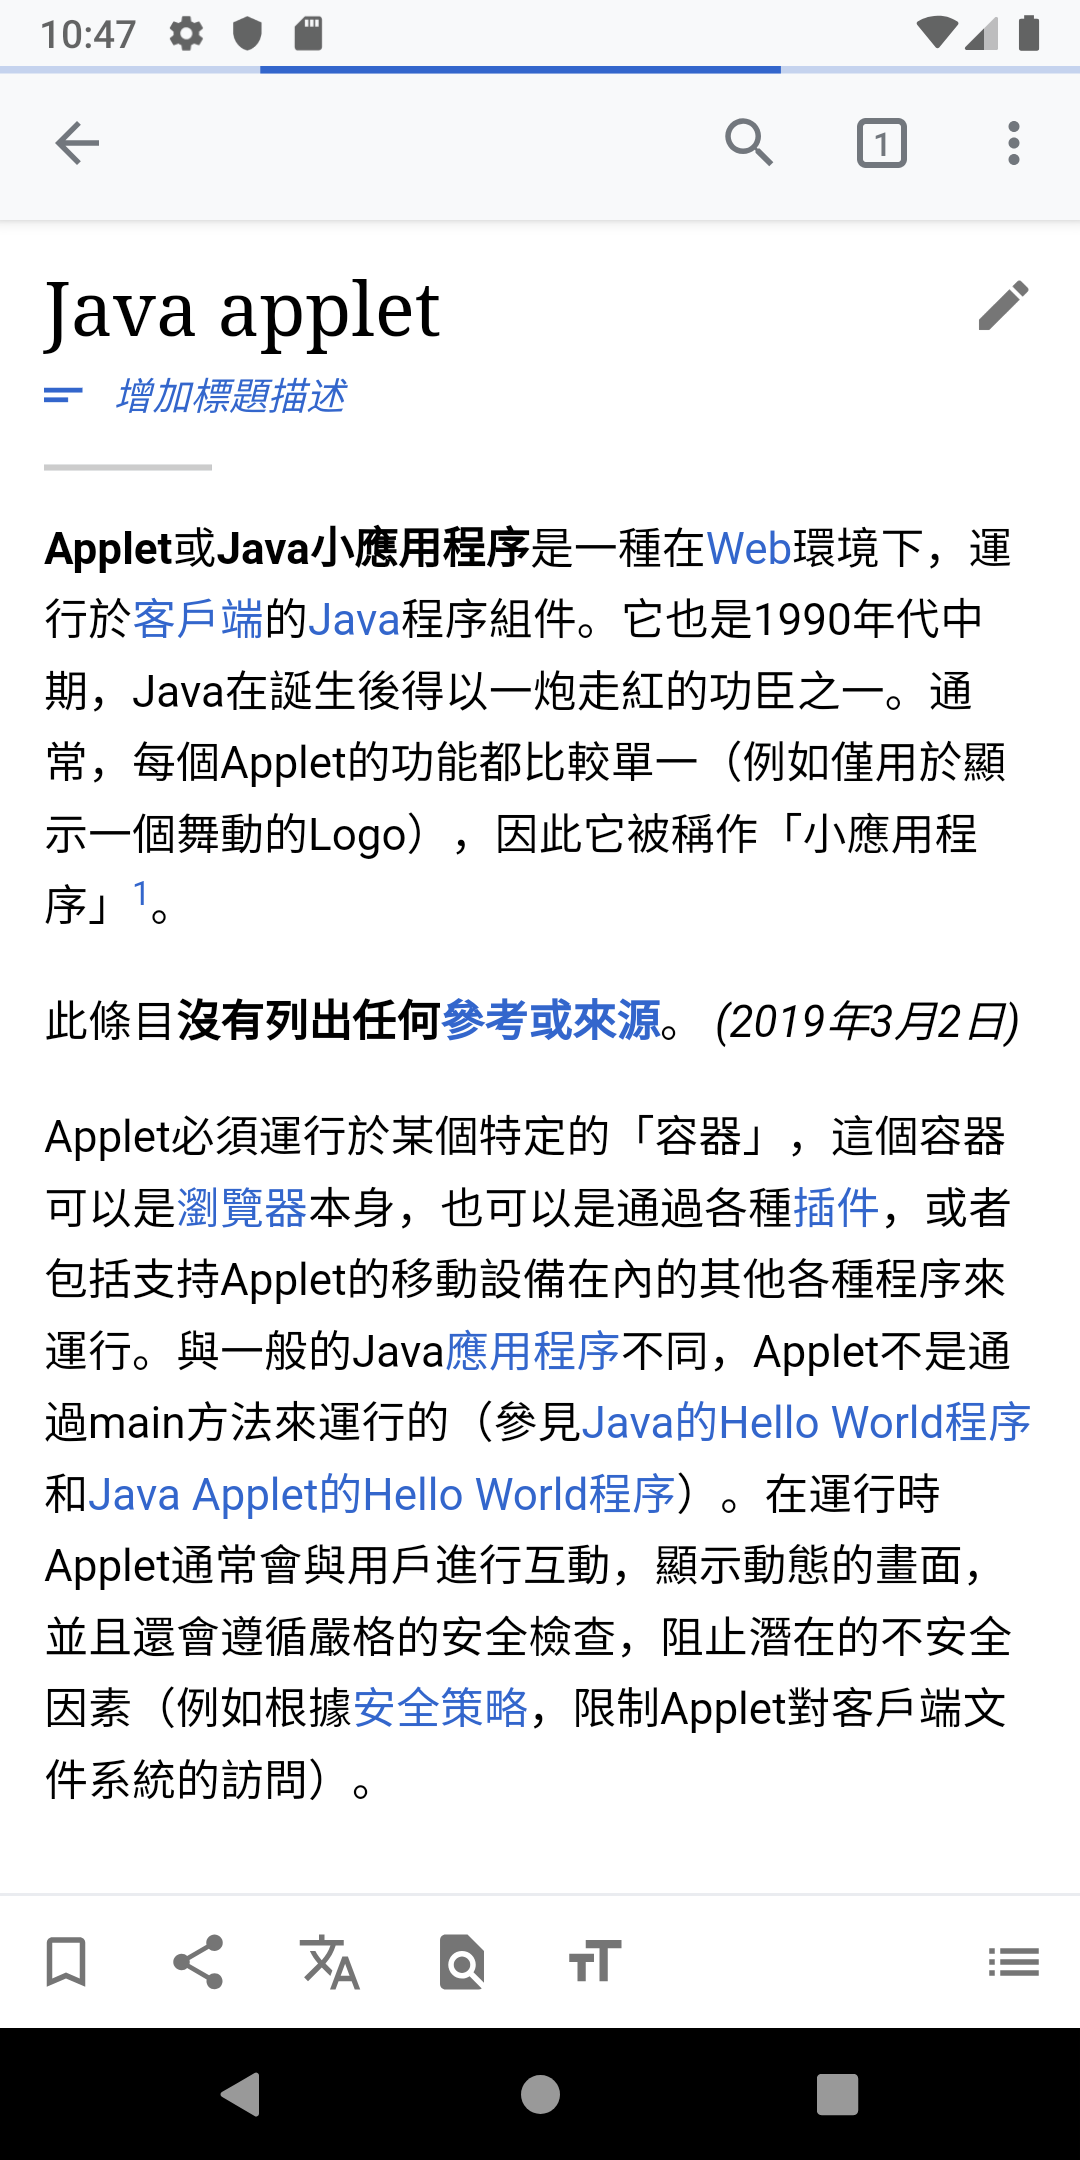 10:47
1
Java applet
增加標題描述
Applet或Java小應用程序是一種在Web環境下，運
行於客戶端的Java程序組件。它也是1990年代中
期，Java在誕生後得以一炮走紅的功臣之一。通
常，每個Applet的功能都比較單一（例如僅用於顯
示一個舞動的Logo），因此它被稱作「小應用程
序」1。
此條目沒有列出任何參考或來源。 (2019年3月2日)
Applet必須運行於某個特定的「容器」，這個容器
可以是瀏覽器本身，也可以是通過各種插件，或者
包括支持Applet的移動設備在內的其他各種程序來
運行。與一般的Java應用程序不同，Applet不是通
過main方法來運行的（參見Java的Hello World程序
和Java Applet的Hello World程序）。在運行時
Applet通常會與用戶進行互動，顯示動態的畫面，
並且還會遵循嚴格的安全檢查，阻止潛在的不安全
因素（例如根據安全策略，限制Applet對客戶端文
件系統的訪問）。